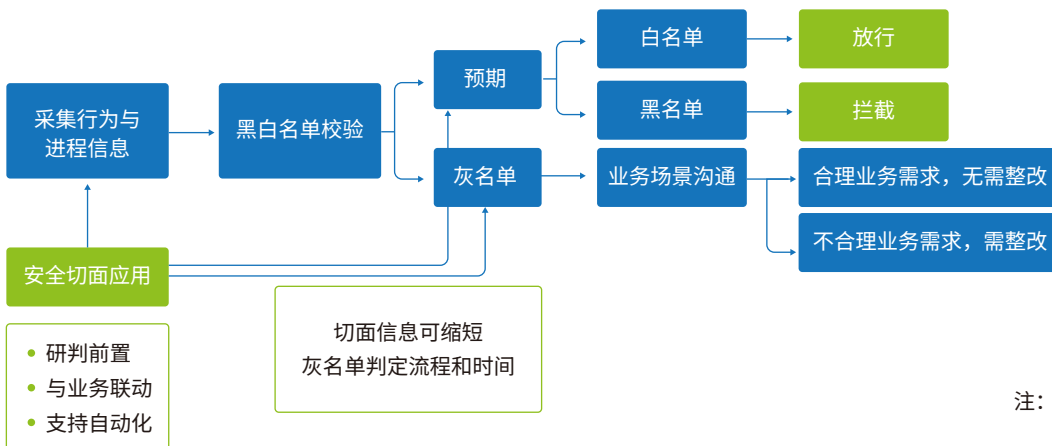 白名单
放行
预期
采集行为与
进程信息
黑白名单校验
黑名单
拦截
灰名单
业务场景沟通
合理业务需求，无需整改
不合理业务需求，需整改
安全切面应用
切面信息可缩短
灰名单判定流程和时间
• 研判前置
• 与业务联动
• 支持自动化
注：